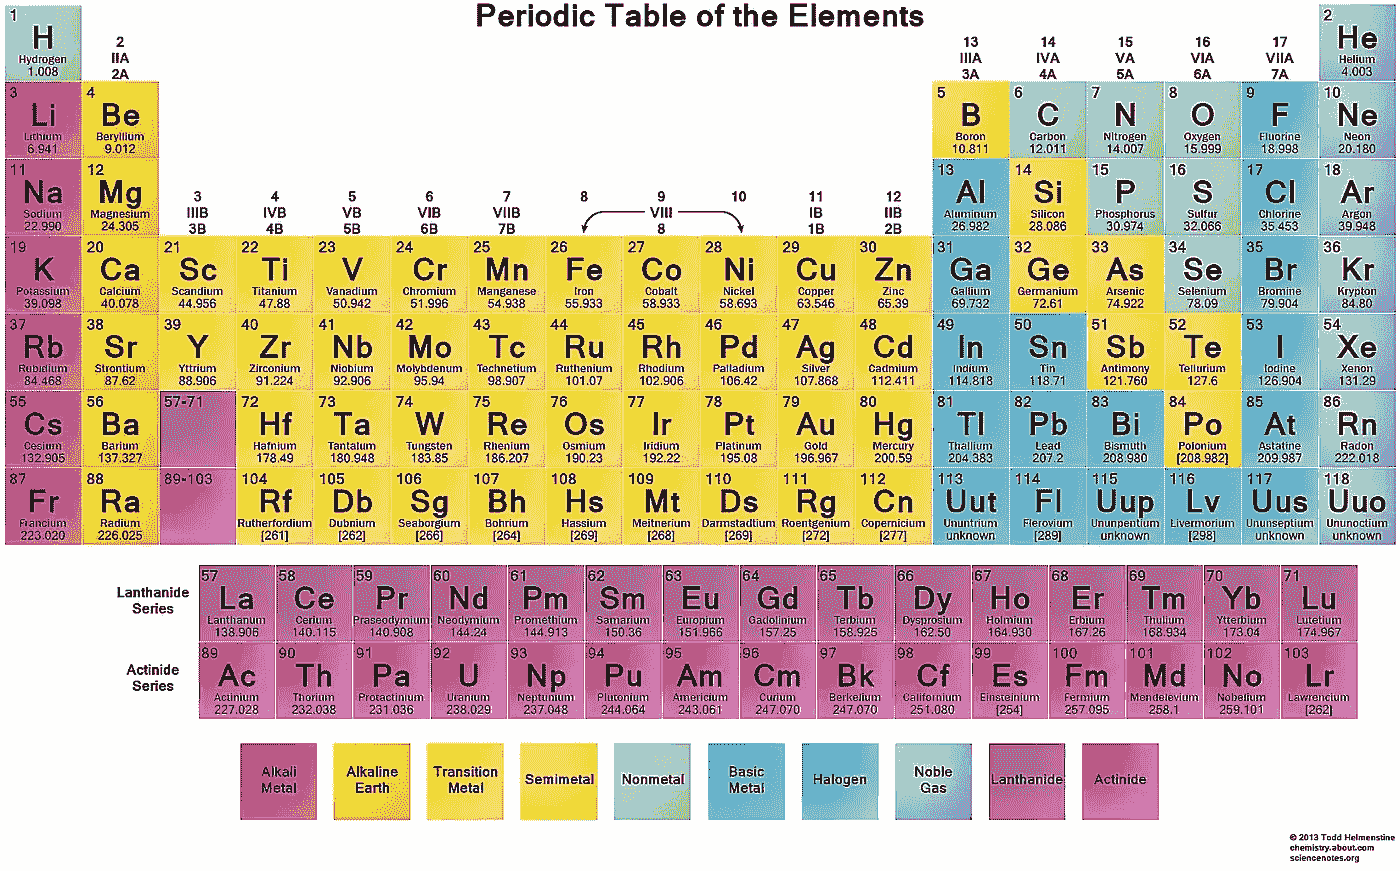 Periodic Table of the Elements
1
H
Hydrogen
1.008
2
IIA
2A
13
IIIA
3A
14
IVA
4A
15
VA
5A
16
VIA
6A
17
VIIA
7A
2
He
Helium
4.003
3
Li
Lithium
6.941
4
Be
Beryllium
9.012
5
B
Boron
10.811
6
C
Carbon
12.011
7
N
Nitrogen
14.007
8
O
Oxygen
15.999
9
F
Fluorine
18.998
10
Ne
Neon
20.180
11
Na
Sodium
22.990
12
Mg
Magnesium
24.305
3
IIIB
3B
4
IVB
4B
5
VB
5B
6
VIB
6B
7
VIIB
7B
8
9
10
VIII
8
11
IB
1B
12
IIB
2B
13
Al
Aluminum
26.982
14
Si
Silicon
28.086
15
P
Phosphorus
30.974
16
S
Sulfur
32.066
17
Cl
Chlorine
35.453
18
Ar
Argon
39.948
19
K
Potassium
39.098
20
Ca
Calcium
40.078
21
Sc
Scandium
44.956
22
Ti
Titanium
47.88
23
V
Vanadium
50.942
24
Cr
Chromium
51.996
25
Mn
Manganese
54.938
26
Fe
Iron
55.933
27
Co
Cobalt
58.933
28
Ni
Nickel
58.693
29
Cu
Copper
63.546
30
Zn
Zinc
65.39
31
Ga
Gallium
69.732
32
Ge
Germanium
72.61
33
As
Arsenic
74.922
34
Se
Selenium
78.09
35
Br
Bromine
79.904
36
Kr
Krypton
84.80
37
Rb
Rubidium
84.468
38
Sr
Strontium
87.62
39
Y
Yttrium
88.906
40
Zr
Zirconium
91.224
41
Nb
Niobium
92.906
42
Mo
Molybdenum
95.94
43
Tc
Technetium
98.907
44
Ru
Ruthenium
101.07
45
Rh
Rhodium
102.906
46
Pd
Palladium
106.42
47
Ag
Silver
107.868
48
Cd
Cadmium
112.411
49
In
Indium
114.818
50
Sn
Tin
118.71
51
Sb
Antimony
121.760
52
Te
Tellurium
127.6
53
I
Iodine
126.904
54
Xe
Xenon
131.29
55
Cs
Cesium
132.905
56
Ba
Barium
137.327
57-71
72
Hf
Hafnium
178.49
73
Ta
Tantalum
180.948
74
W
Tungsten
183.85
75
Re
Rhenium
186.207
76
Os
Osmium
190.23
77
Ir
Iridium
192.22
78
Pt
Platinum
195.08
79
Au
Gold
196.967
80
Hg
Mercury
200.59
81
Tl
Thallium
204.383
82
Pb
Lead
207.2
83
Bi
Bismuth
208.980
84
Po
Polonium
[208.982]
85
At
Astatine
209.987
86
Rn
Radon
222.018
87
Fr
Francium
223.020
88
Ra
Radium
226.025
89-103
104
Rf
Rutherfordium
[261]
105
Db
Dubnium
[262]
106
Sg
Seaborgium
[266]
107
Bh
Bohrium
[264]
108
Hs
Hassium
[269]
109
Mt
Meitnerium
[268]
110
Ds
Darmstadtium
[269]
111
Rg
Roentgenium
[272]
112
Cn
Copernicium
[277]
113
Uut
Ununtrium
unknown
114
Fl
Flerovium
[289]
115
Uup
Ununpentium
unknown
116
Lv
Livermorium
[298]
117
Uus
Ununseptium
unknown
118
Uuo
Ununoctium
unknown
Lanthanide
Series
57
La
Lanthanum
138.906
58
Ce
Cerium
140.115
59
Pr
Praseodymium
140.908
60
Nd
Neodymium
144.24
61
Pm
Promethium
144.913
62
Sm
Samarium
150.36
63
Eu
Europium
151.966
64
Gd
Gadolinium
157.25
65
Tb
Terbium
158.925
66
Dy
Dysprosium
162.50
67
Ho
Holmium
164.930
68
Er
Erbium
167.26
69
Tm
Thulium
168.934
70
Yb
Ytterbium
173.04
71
Lu
Lutetium
174.967
Actinide
Series
89
Ac
Actinium
227.028
90
Th
Thorium
232.038
91
Pa
Protactinium
231.036
92
U
Uranium
238.029
93
Np
Neptunium
237.048
94
Pu
Plutonium
244.064
95
Am
Americium
243.061
96
Cm
Curium
247.070
97
Bk
Berkelium
247.070
98
Cf
Californium
251.080
99
Es
Einsteinium
[254]
100
Fm
Fermium
257.095
101
Md
Mendelevium
258.1
102
No
Nobelium
259.101
103
Lr
Lawrencium
[262]
Alkali
Metal
Alkaline
Earth
Transition
Metal
Semimetal
Nonmetal
Basic
Metal
Halogen
Noble
Gas
Lanthanide
Actinide
© 2013 Todd Helmenstine
chemistry.about.com
sciencenotes.org